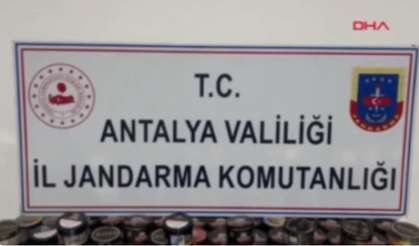 DHA
T.C.
ANTALYA VALİLİĞİ
İL JANDARMA KOMUTANLIĞI